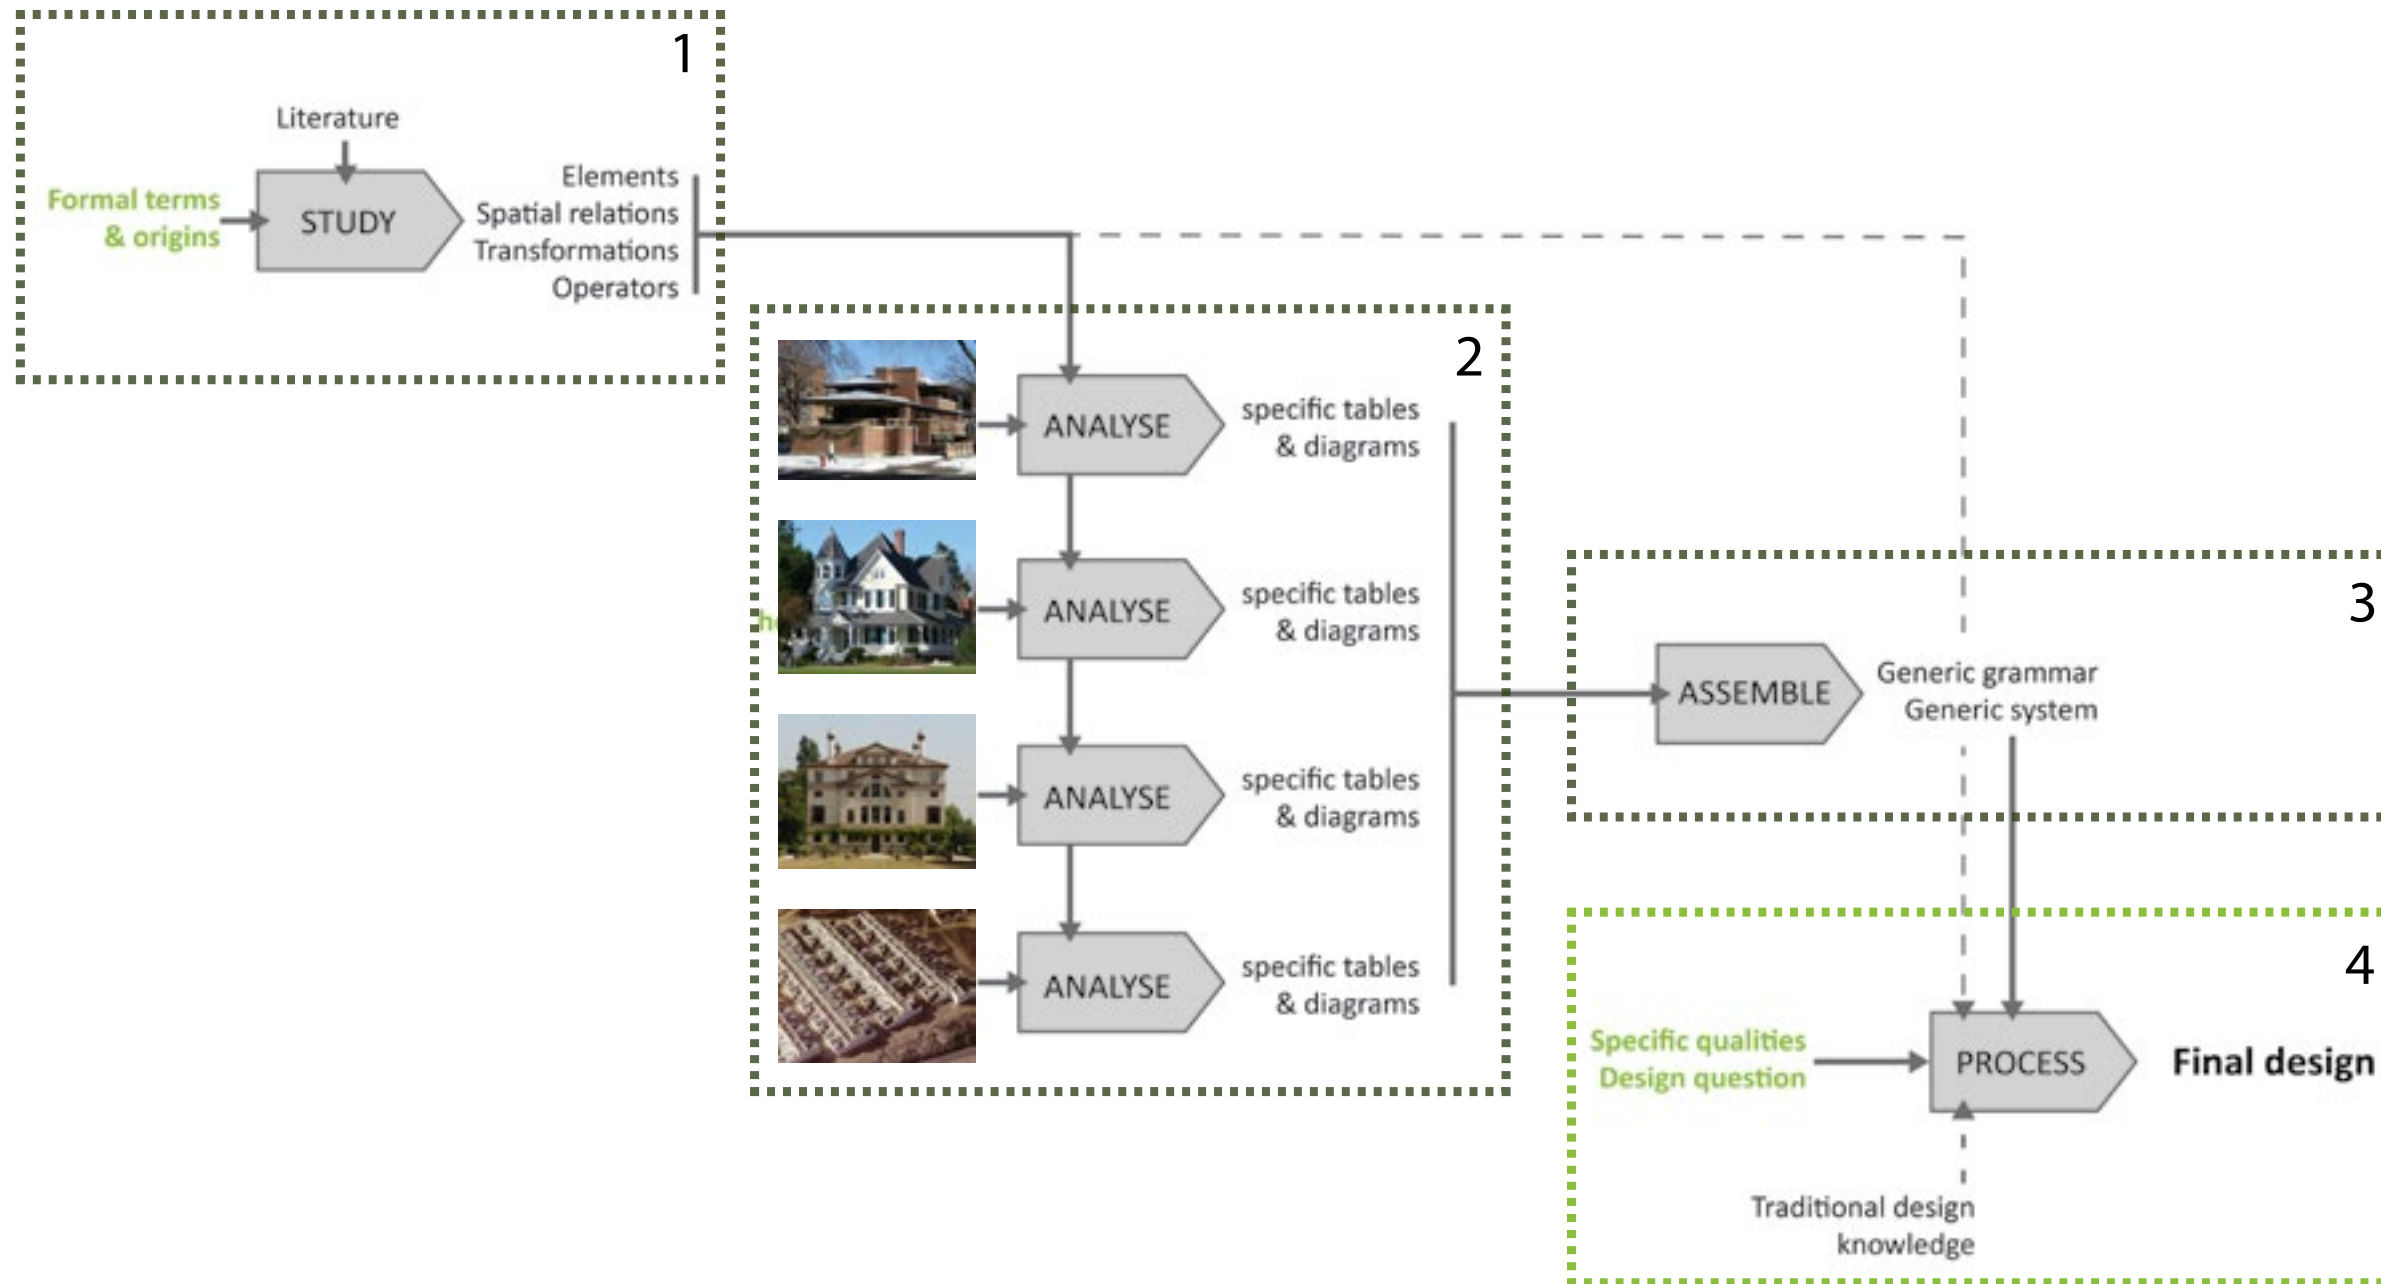 1
Literature
Formal terms
& origins
STUDY
Elements
Spatial relations
Transformations
Operators
2
ANALYSE
specific tables
& diagrams
ANALYSE
specific tables
& diagrams
ANALYSE
specific tables
& diagrams
ANALYSE
specific tables
& diagrams
3
ASSEMBLE
Generic grammar
Generic system
4
Specific qualities
Design question
PROCESS
Final design
Traditional design
knowledge